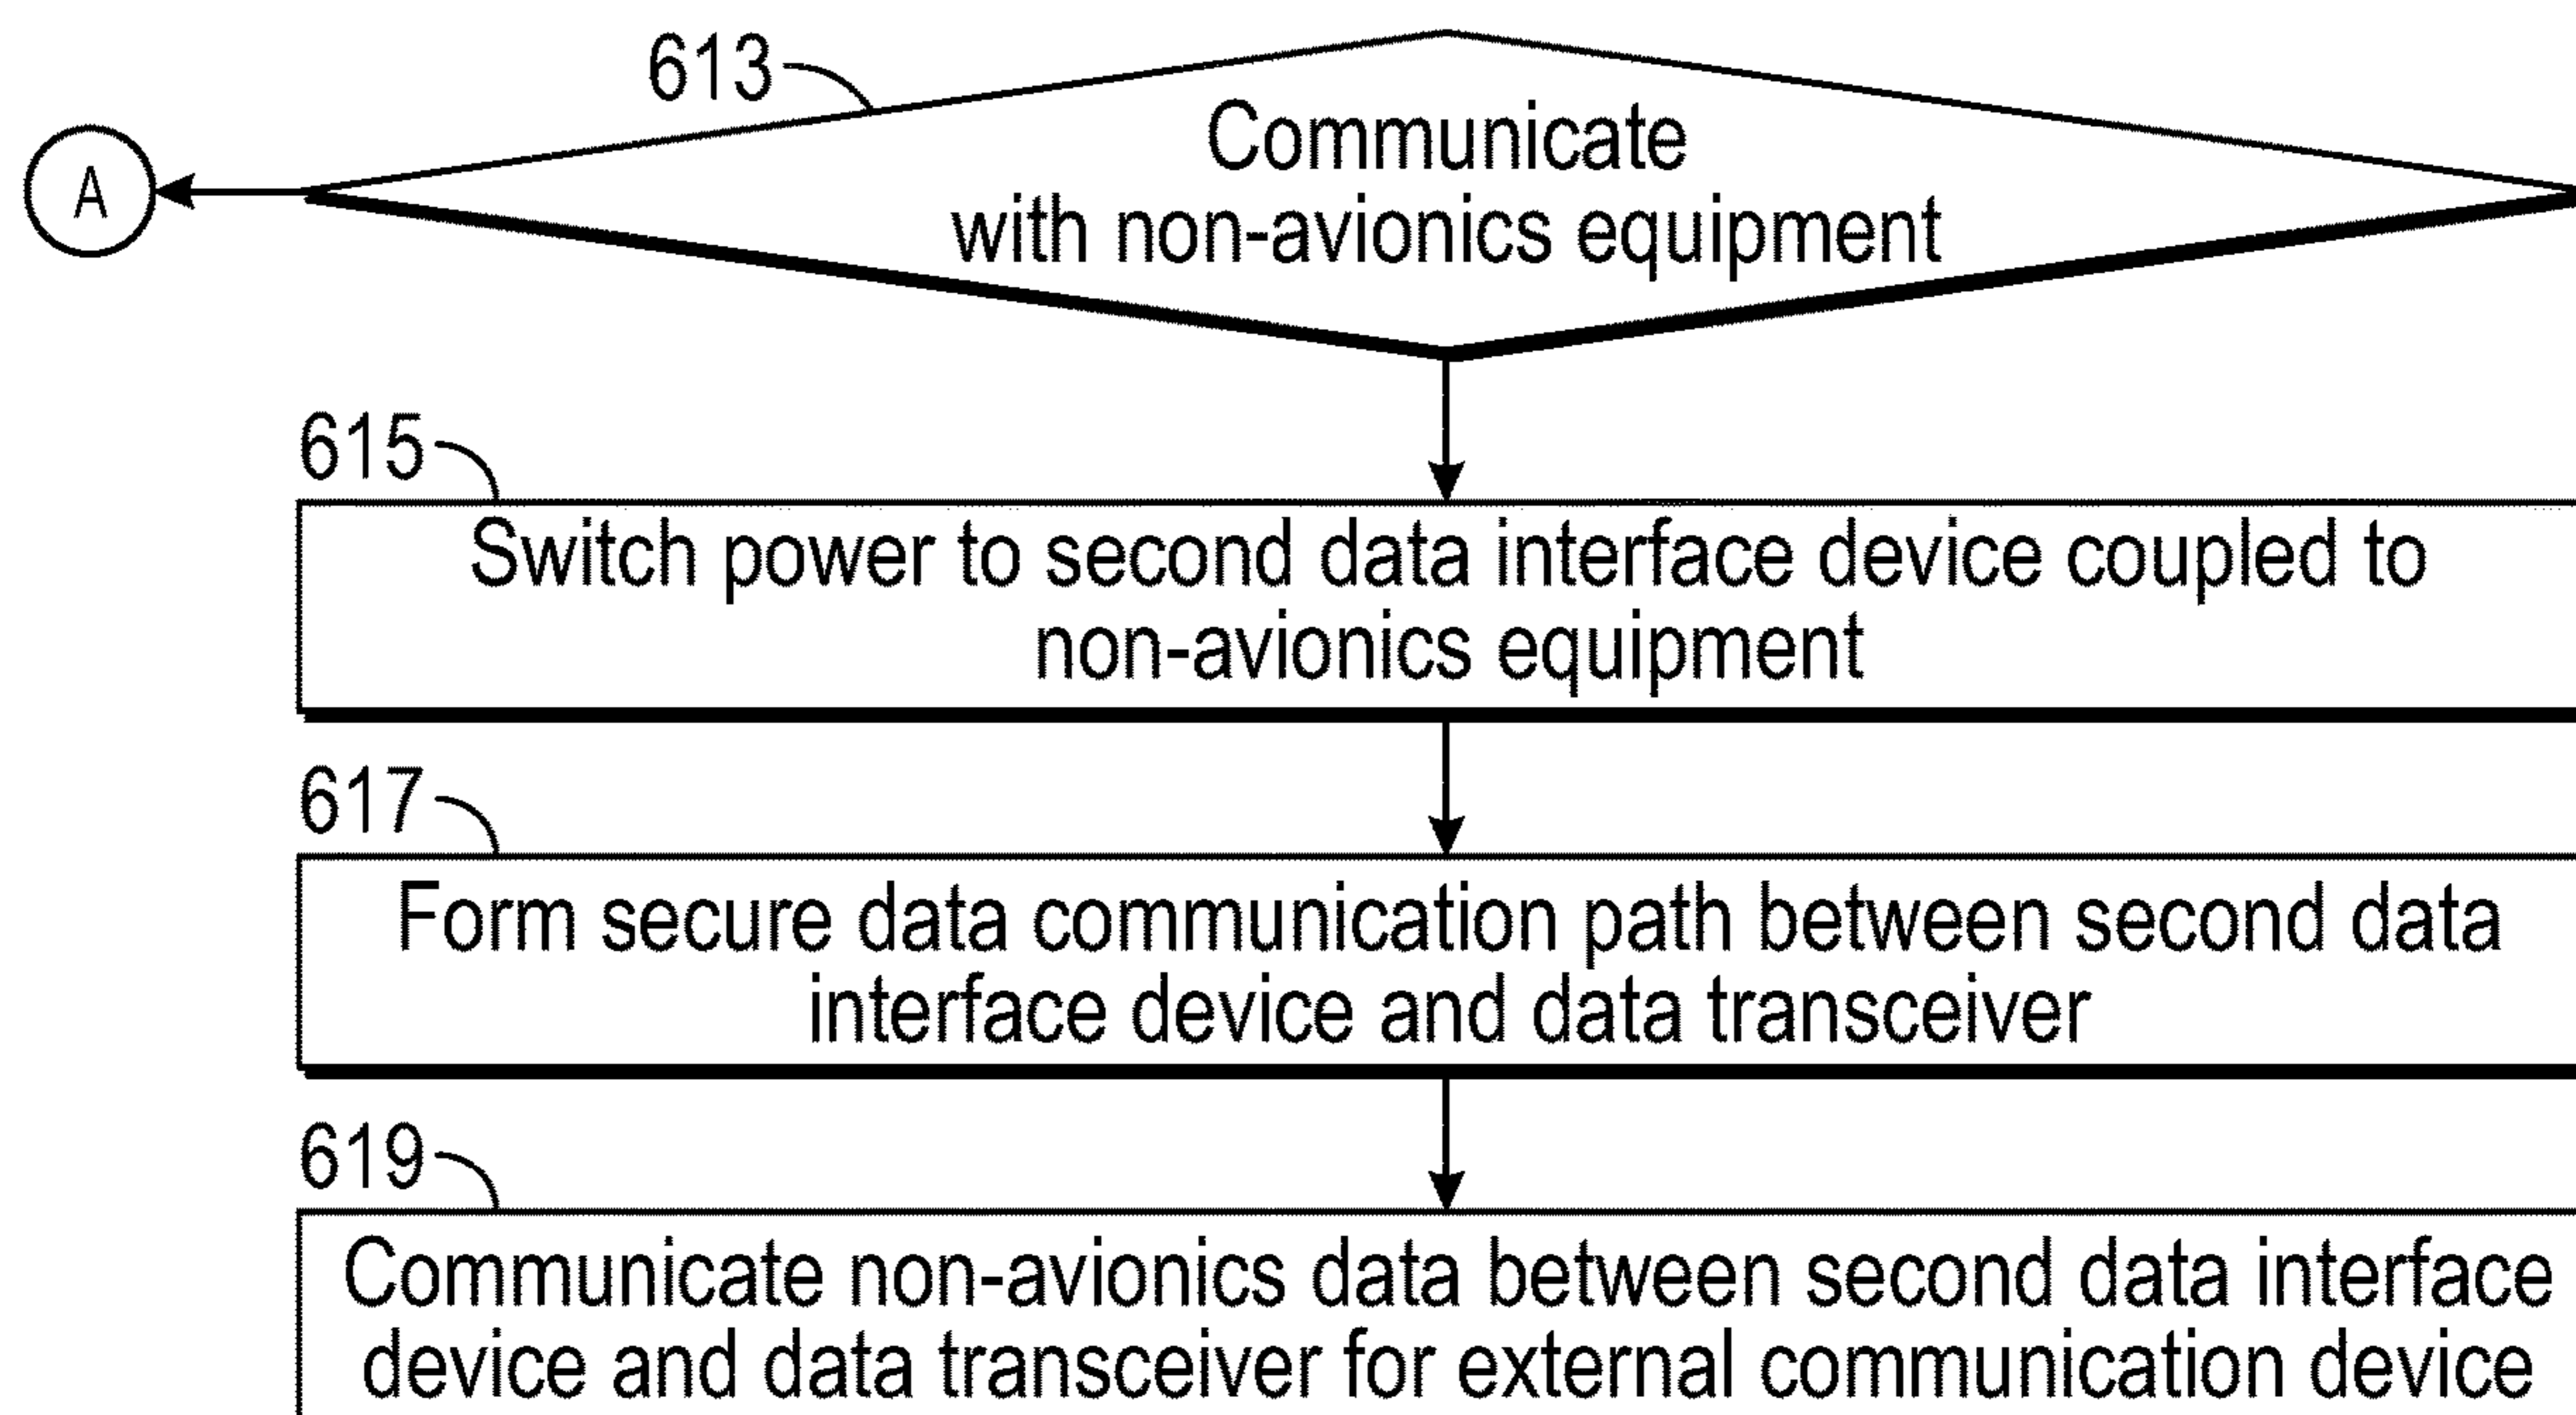 613
A
Communicate
with non-avionics equipment
615
Switch power to second data interface device coupled to
non-avionics equipment
617
Form secure data communication path between second data
interface device and data transceiver
619
Communicate non-avionics data between second data interface
device and data transceiver for external communication device